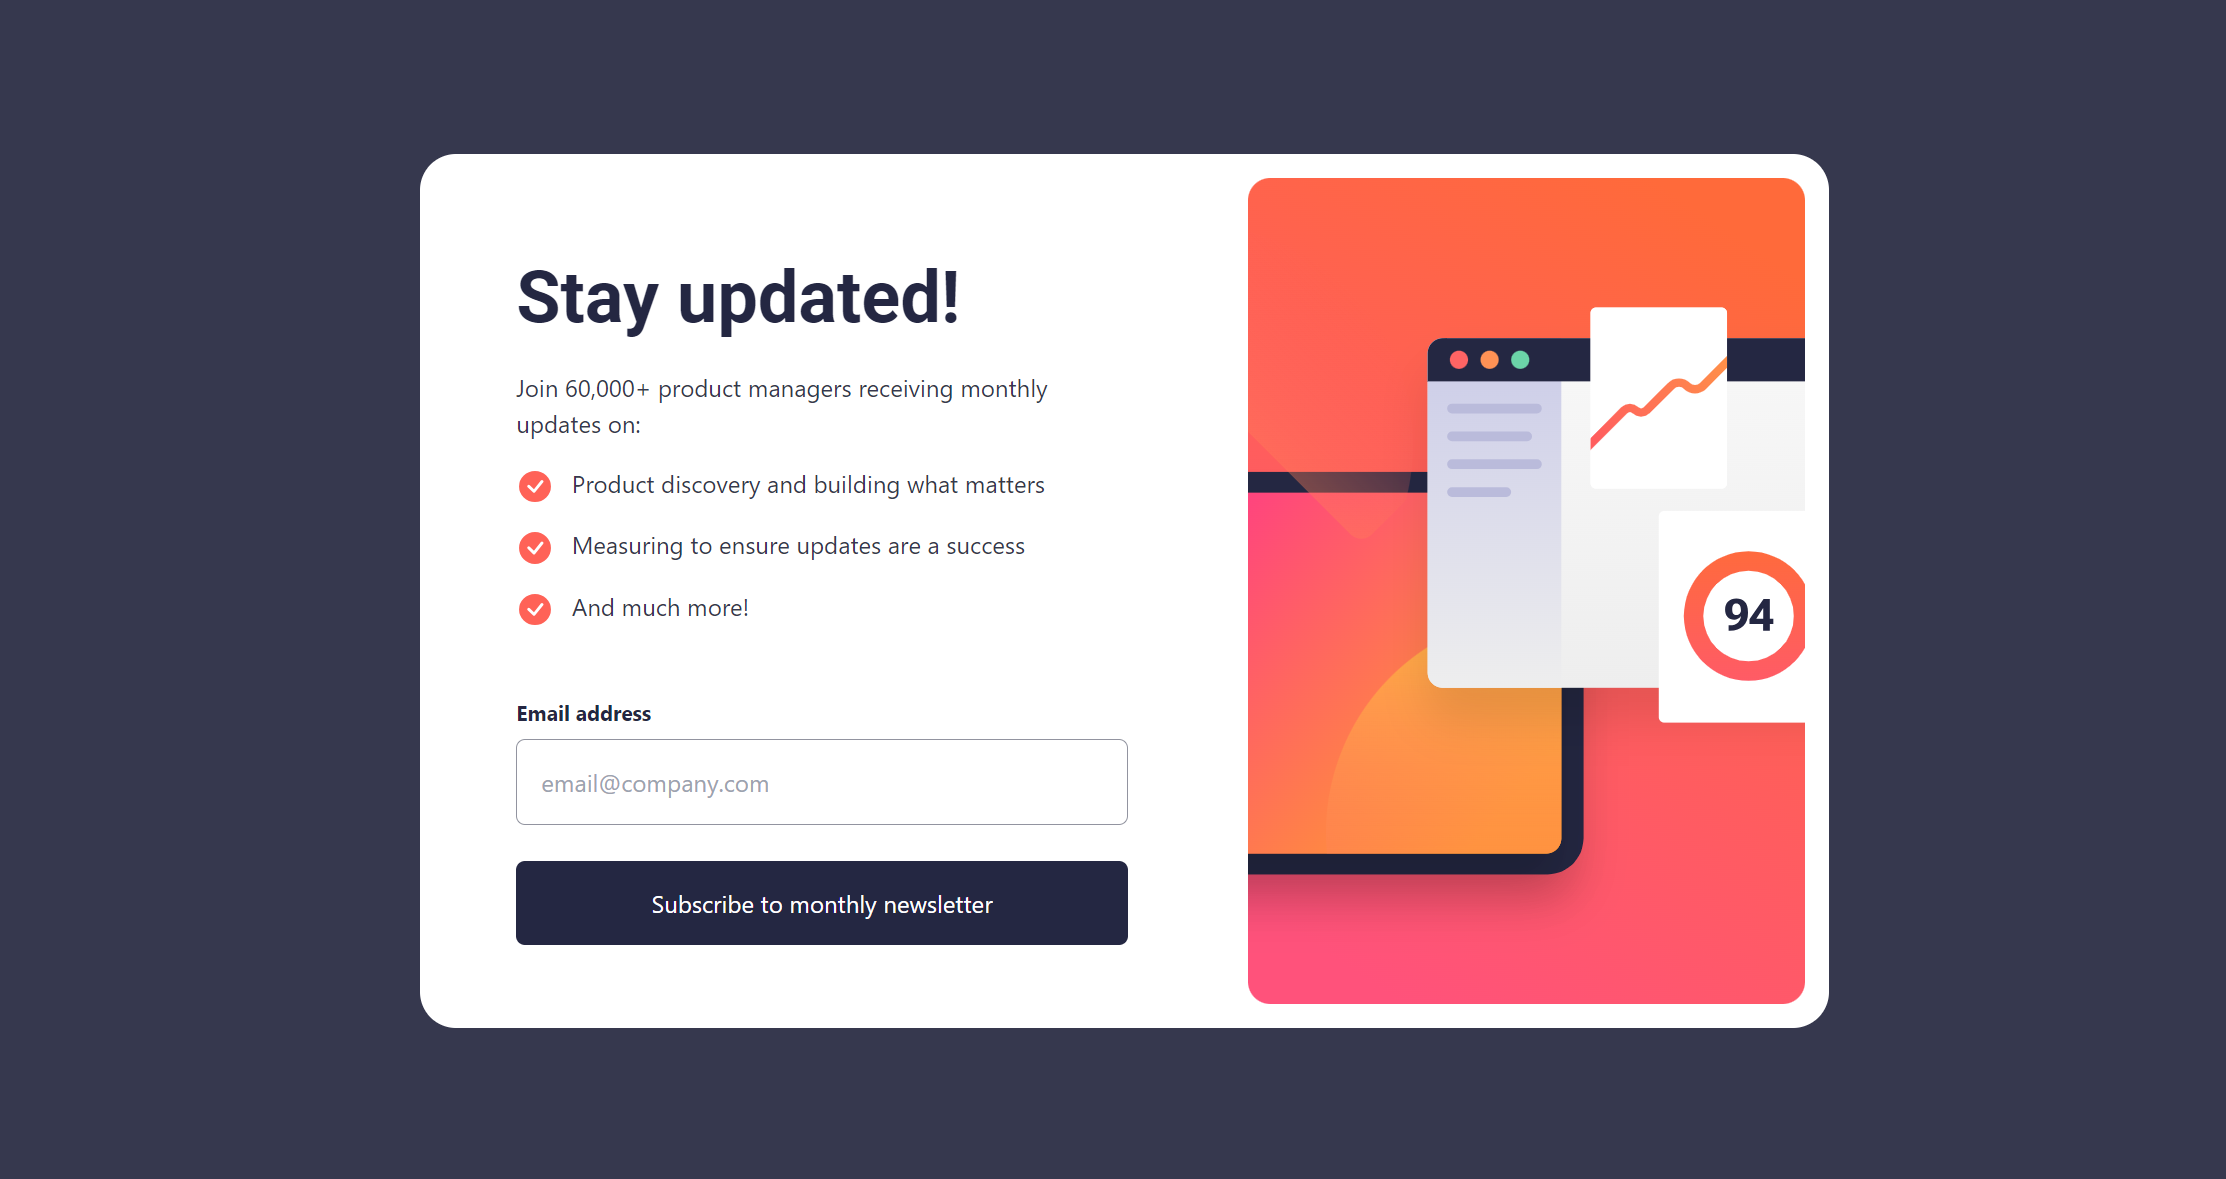 Stay updated!
Join 60,000+ product managers receiving monthly
updates on:
Product discovery and building what matters
Measuring to ensure updates are a success
And much more!
Email address
email@company.com
Subscribe to monthly newsletter
94